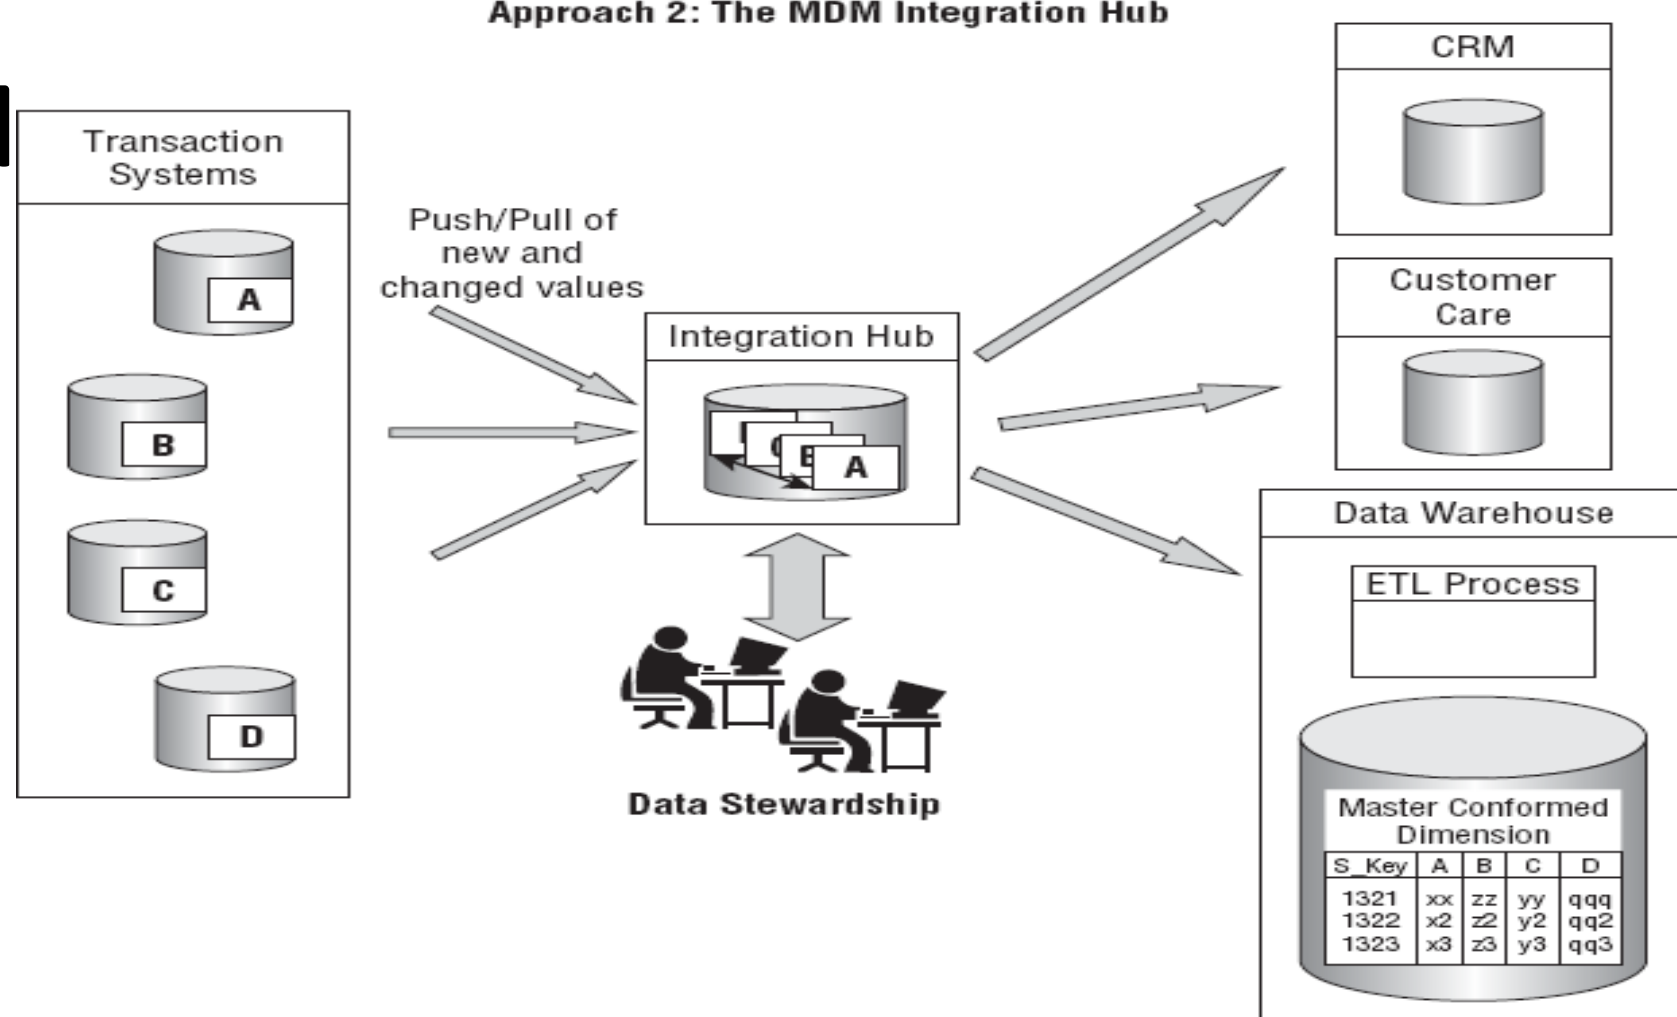 Approach 2: The MDM Integration Hub
Transaction
Systems
A
B
C
D
Push/Pull of
new and
changed values
Integration Hub
B
A
Data Stewardship
CRM
Customer
Care
Data Warehouse
ETL Process
Master Conformed
Dimension
S_Key A B C D
1321 xx zz yy qqq
1322 x2 z2 y2 qq2
1323 x3 z3 y3 qq3